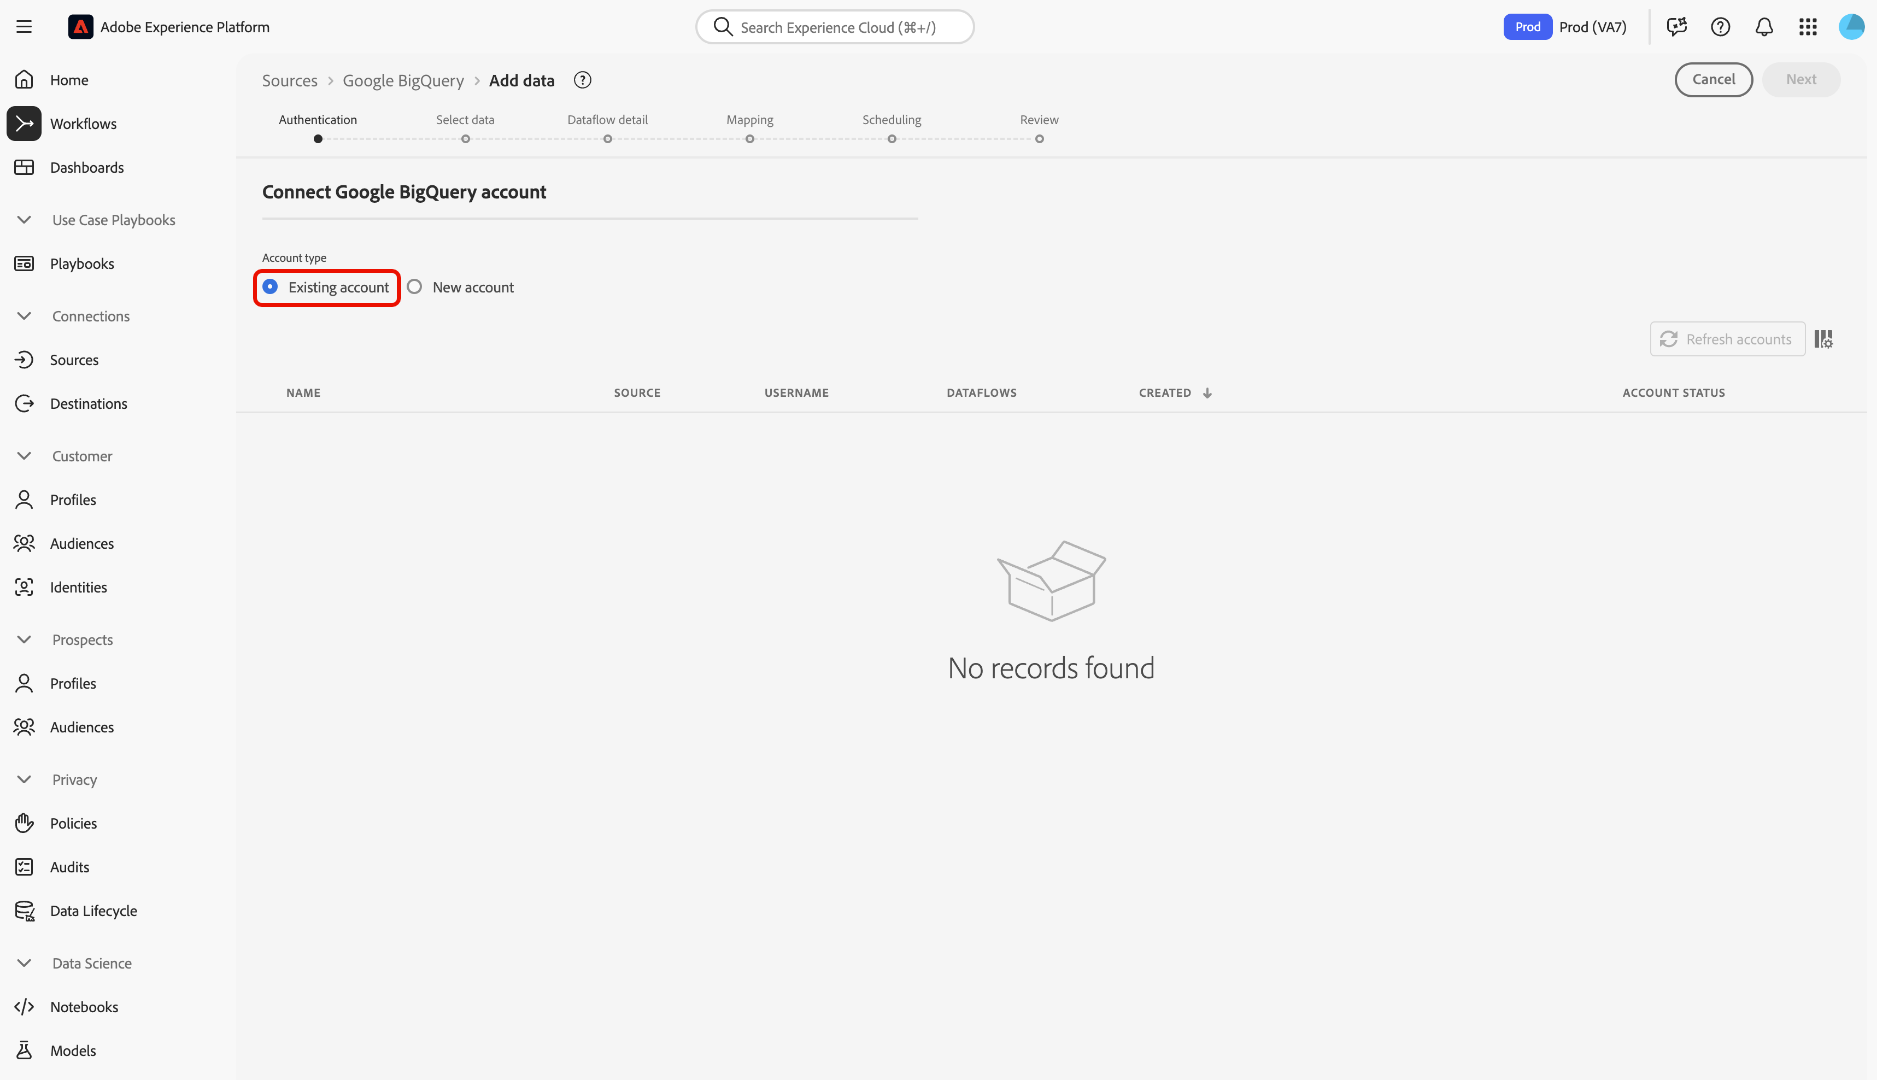 Adobe Experience Platform
Search Experience Cloud (⌘+/)
Prod Prod (VA7)
Home
Workflows
Dashboards
Use Case Playbooks
Playbooks
Connections
Sources
Destinations
Customer
Profiles
Audiences
Identities
Prospects
Profiles
Audiences
Privacy
Policies
Audits
Data Lifecycle
Data Science
Notebooks
Models
Sources > Google BigQuery > Add data
Cancel Next
Authentication Select data Dataflow detail Mapping Scheduling Review
Connect Google BigQuery account
Account type
Existing account New account
Refresh accounts
NAME SOURCE USERNAME DATAFLOWS CREATED ↓ ACCOUNT STATUS
No records found